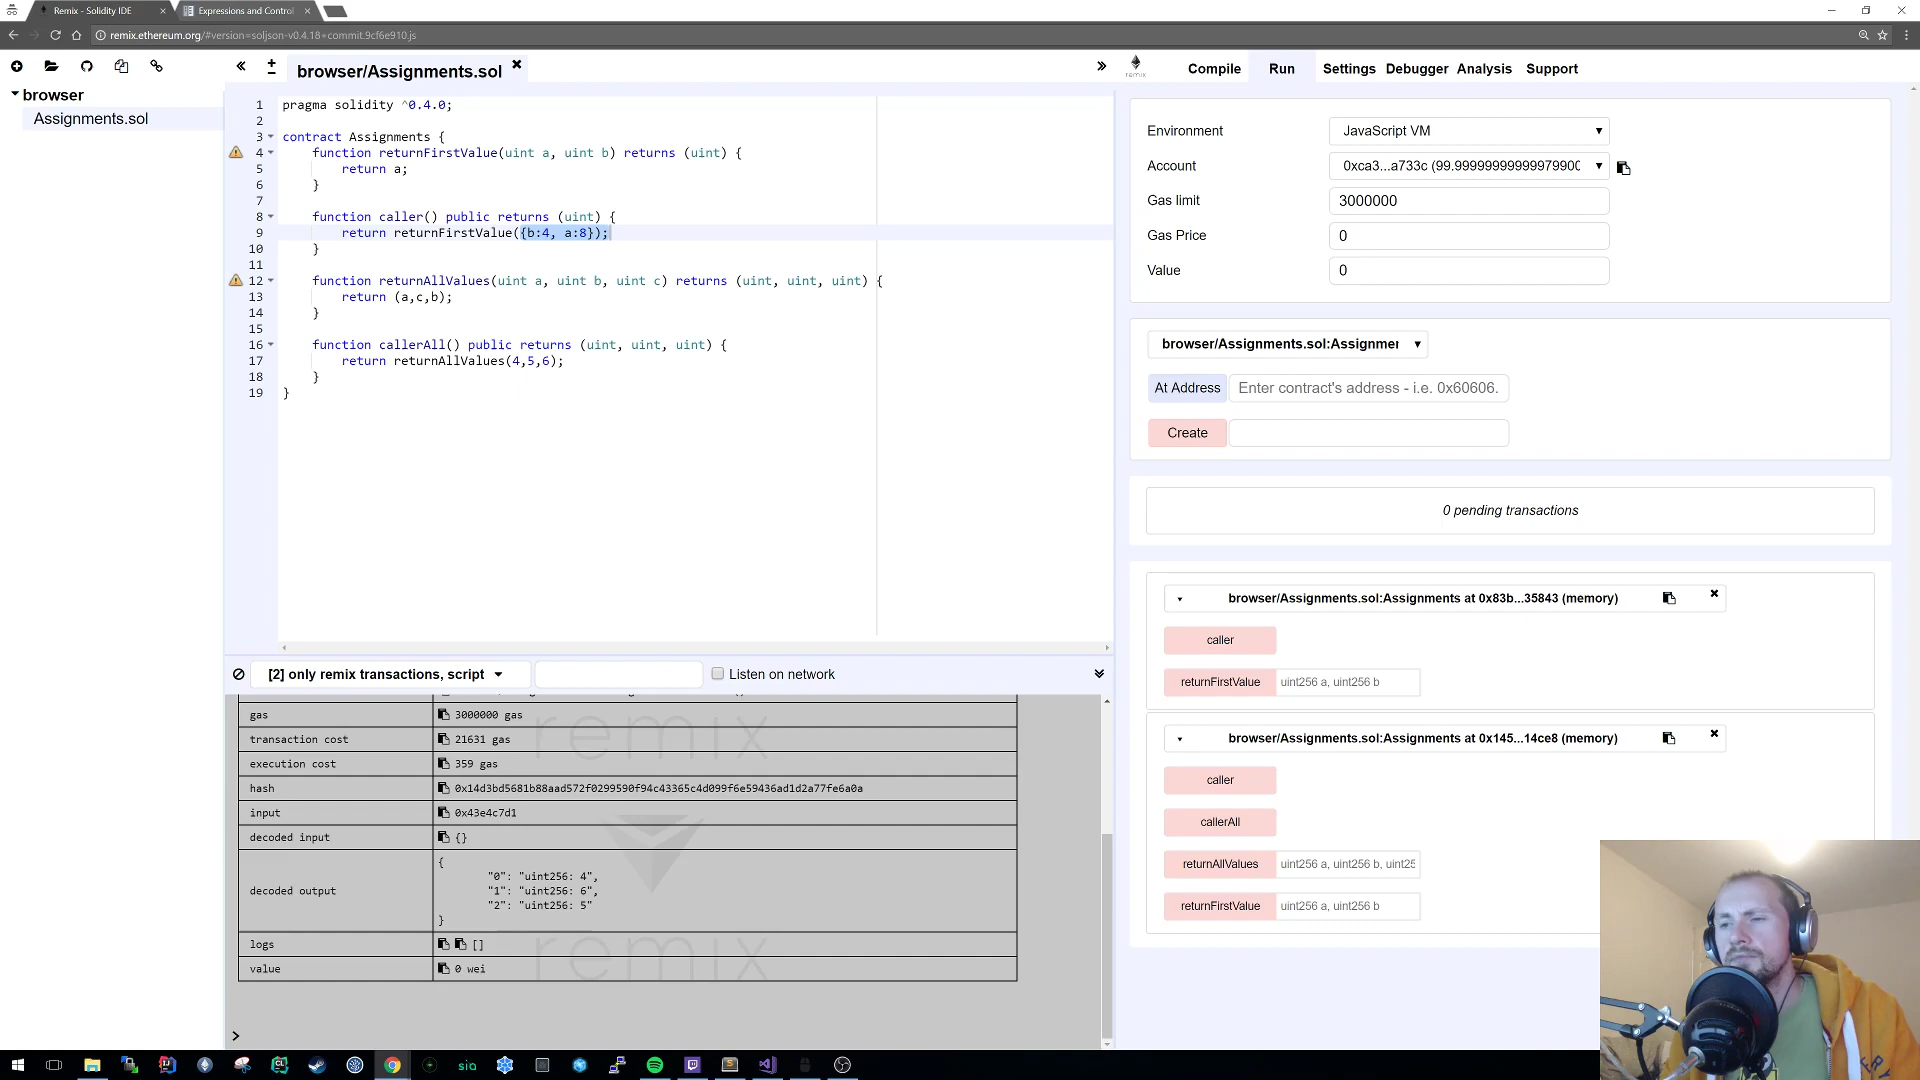 Remix - Solidity IDE
Expressions and Control
remix.ethereum.org/#version=soljson-v0.4.18+commit.9cf6e910.js
browser
Assignments.sol
browser/Assignments.sol
1 pragma solidity ^0.4.0;
2
3 contract Assignments {
4 function returnFirstValue(uint a, uint b) returns (uint) {
5 return a;
6 }
7
8 function caller() public returns (uint) {
9 return returnFirstValue({b:4, a:8});
10 }
11
12 function returnAllValues(uint a, uint b, uint c) returns (uint, uint, uint) {
13 return (a,c,b);
14 }
15
16 function callerAll() public returns (uint, uint, uint) {
17 return returnAllValues(4,5,6);
18 }
19 }
[2] only remix transactions, script
Listen on network
gas 3000000 gas
transaction cost 21631 gas
execution cost 359 gas
hash 0x14d3bd5681b88aad572f0299590f94c43365c4d099f6e59436ad1d2a77fe6a0a
input 0x43e4c7d1
decoded input {}
decoded output {
"0": "uint256: 4",
"1": "uint256: 6",
"2": "uint256: 5"
}
logs []
value 0 wei
remix
remix
>
remix
Compile Run Settings Debugger Analysis Support
Environment JavaScript VM
Account 0xca3...a733c (99.99999999999979900
Gas limit 3000000
Gas Price 0
Value 0
browser/Assignments.sol:Assignmer
At Address Enter contract's address - i.e. 0x60606.
Create
0 pending transactions
browser/Assignments.sol:Assignments at 0x83b...35843 (memory)
caller
returnFirstValue uint256 a, uint256 b
browser/Assignments.sol:Assignments at 0x145...14ce8 (memory)
caller
callerAll
returnAllValues uint256 a, uint256 b, uint25
returnFirstValue uint256 a, uint256 b
sia